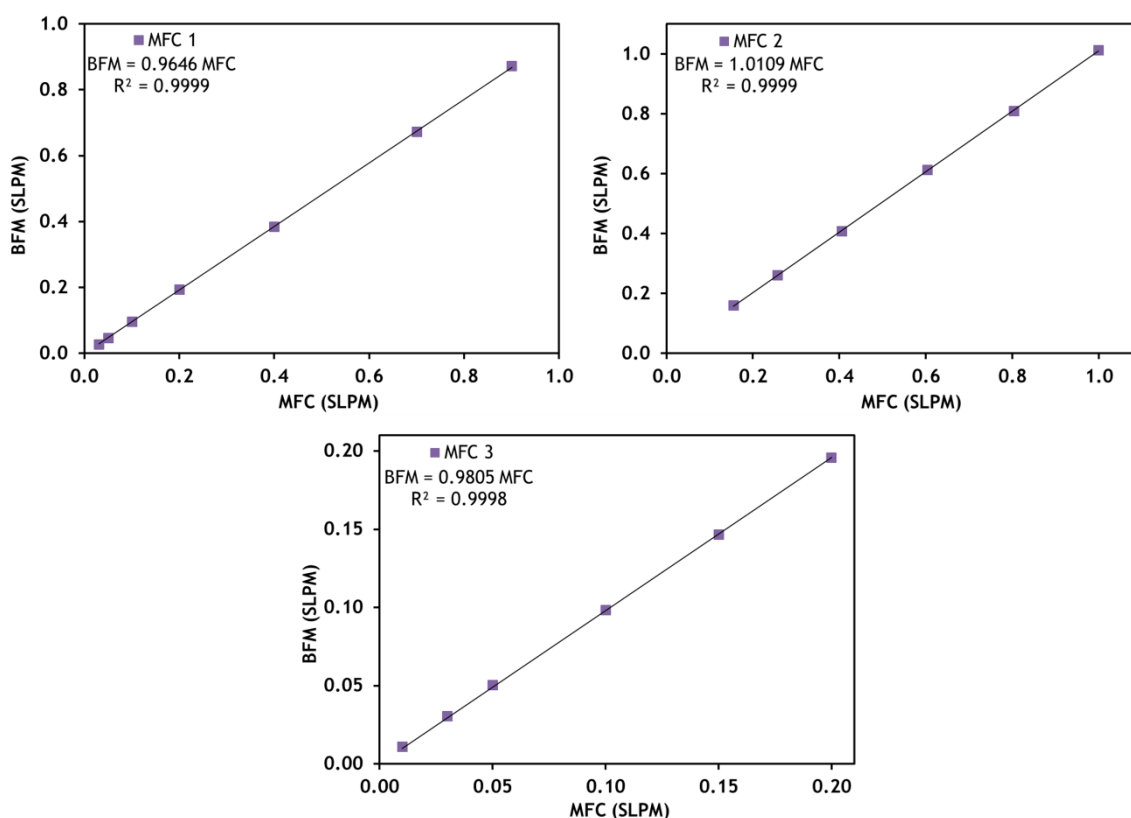 MFC 1
BFM = 0.9646 MFC
R² = 0.9999
1.0
0.8
0.6
0.4
0.2
0.0
BFM (SLPM)
0.0 0.2 0.4 0.6 0.8 1.0
MFC (SLPM)
MFC 2
BFM = 1.0109 MFC
R² = 0.9999
1.0
0.8
0.6
0.4
0.2
0.0
BFM (SLPM)
0.0 0.2 0.4 0.6 0.8 1.0
MFC (SLPM)
MFC 3
BFM = 0.9805 MFC
R² = 0.9998
0.20
0.15
0.10
0.05
0.00
BFM (SLPM)
0.00 0.05 0.10 0.15 0.20
MFC (SLPM)